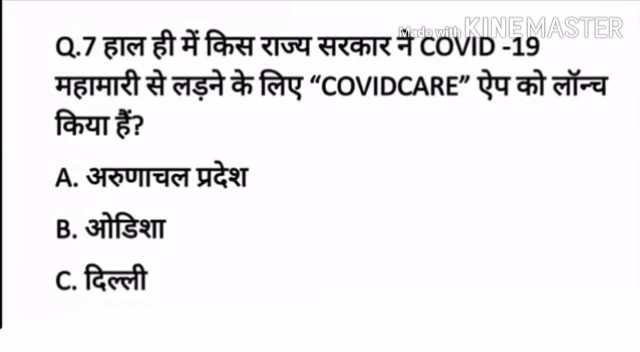 Made with KINEMASTER
Q.7 हाल ही में किस राज्य सरकार ने COVID -19
महामारी से लड़ने के लिए “COVIDCARE” ऐप को लॉन्च
किया हैं?
A. अरुणाचल प्रदेश
B. ओडिशा
C. दिल्ली